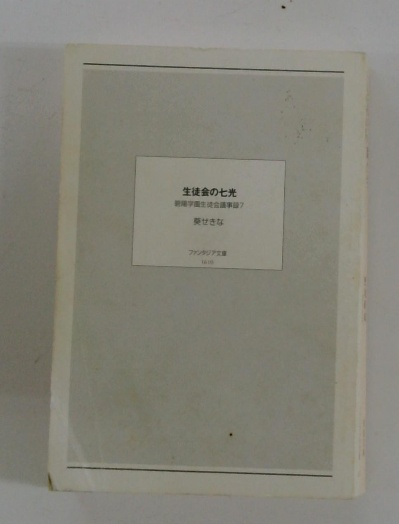 生徒会の七光
碧陽学園生徒会議事録7
葵せきな
ファンタジア文庫